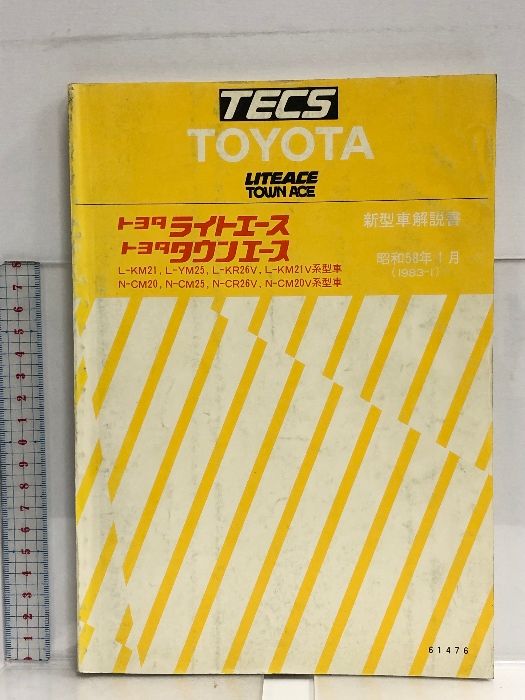 TECS
TOYOTA
LITEACE
TOWN ACE
トヨタ ライトエース
トヨタ タウンエース
新型車解説書
昭和58年1月
(1983-1)
L-KM21, L-YM25, L-KR26V, L-KM21V系型車
N-CM20, N-CM25, N-CR26V, N-CM20V系型車
61476